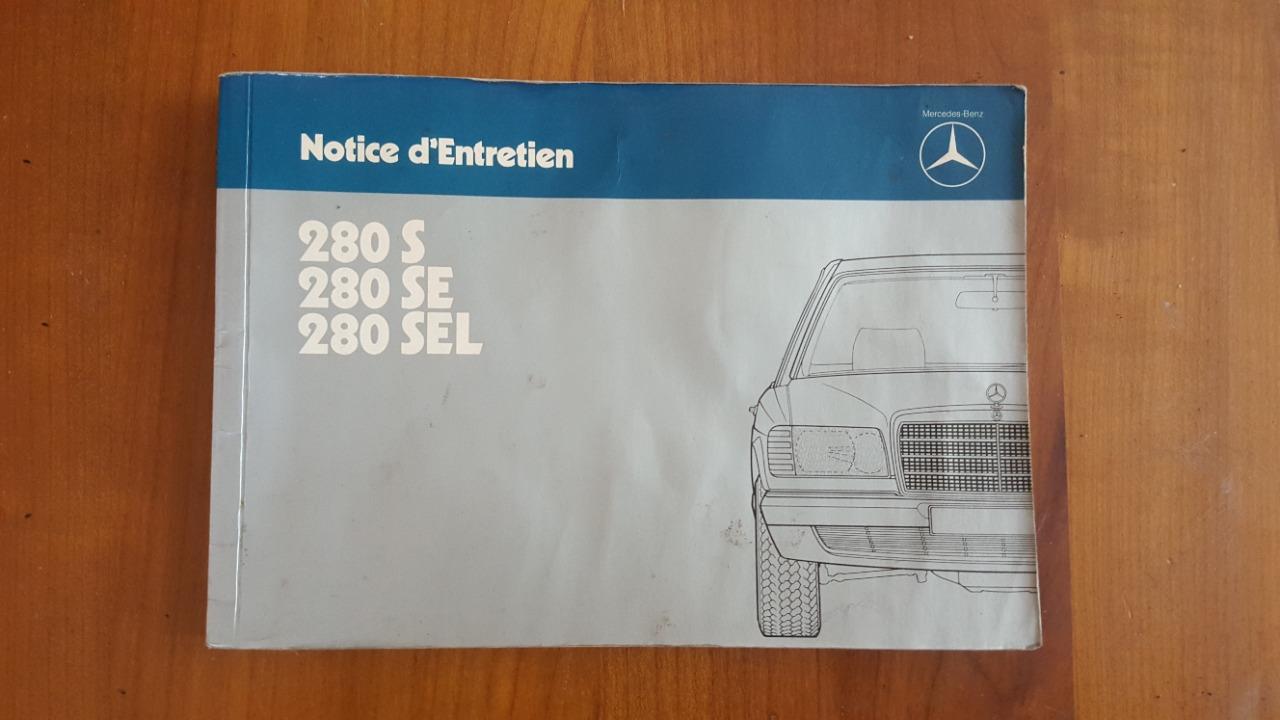 Notice d'Entretien
Mercedes-Benz
280 S
280 SE
280 SEL